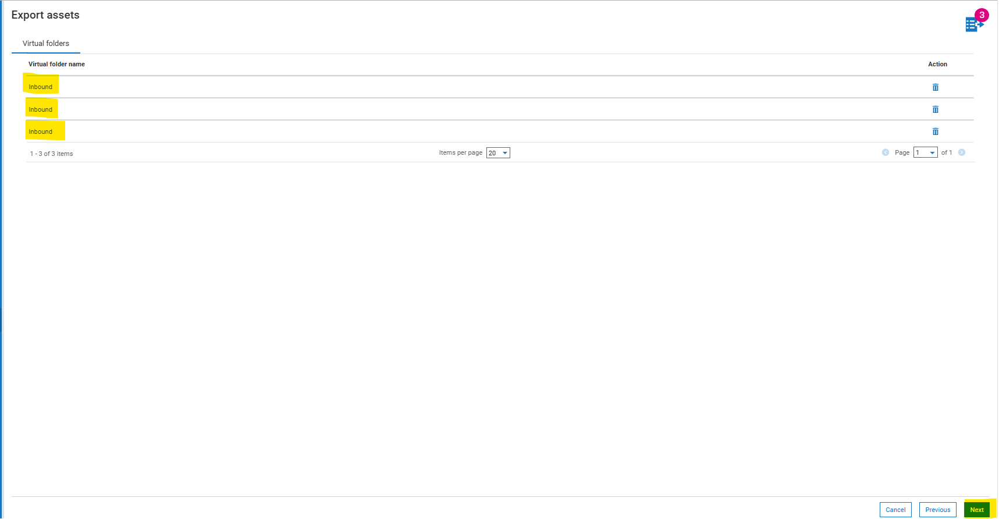 Export assets
3
Virtual folders
Virtual folder name Action
Inbound
Inbound
Inbound
1 - 3 of 3 items Items per page 20 Page 1 of 1
Cancel Previous Next